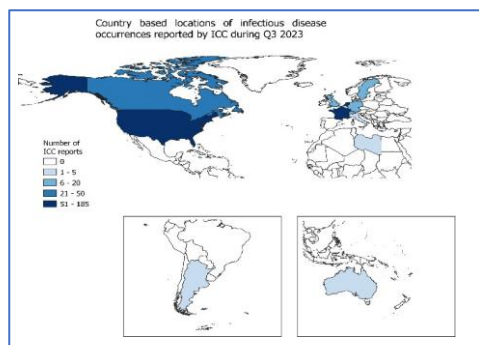 Country based locations of infectious disease
occurrences reported by ICC during Q3 2023
Number of
ICC reports
0
1 - 5
6 - 20
21 - 50
51 - 185